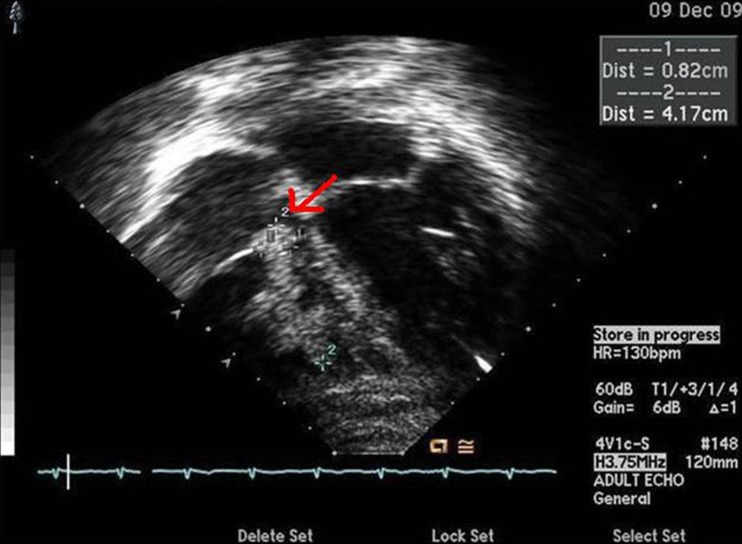 09 Dec 09
----1----
Dist = 0.82cm
----2----
Dist = 4.17cm
2
2
Store in progress
HR=130bpm
60dB T1/+3/1/4
Gain= 6dB Δ=1
4V1c-S #148
H3.75MHz 120mm
ADULT ECHO
General
Delete Set Lock Set Select Set